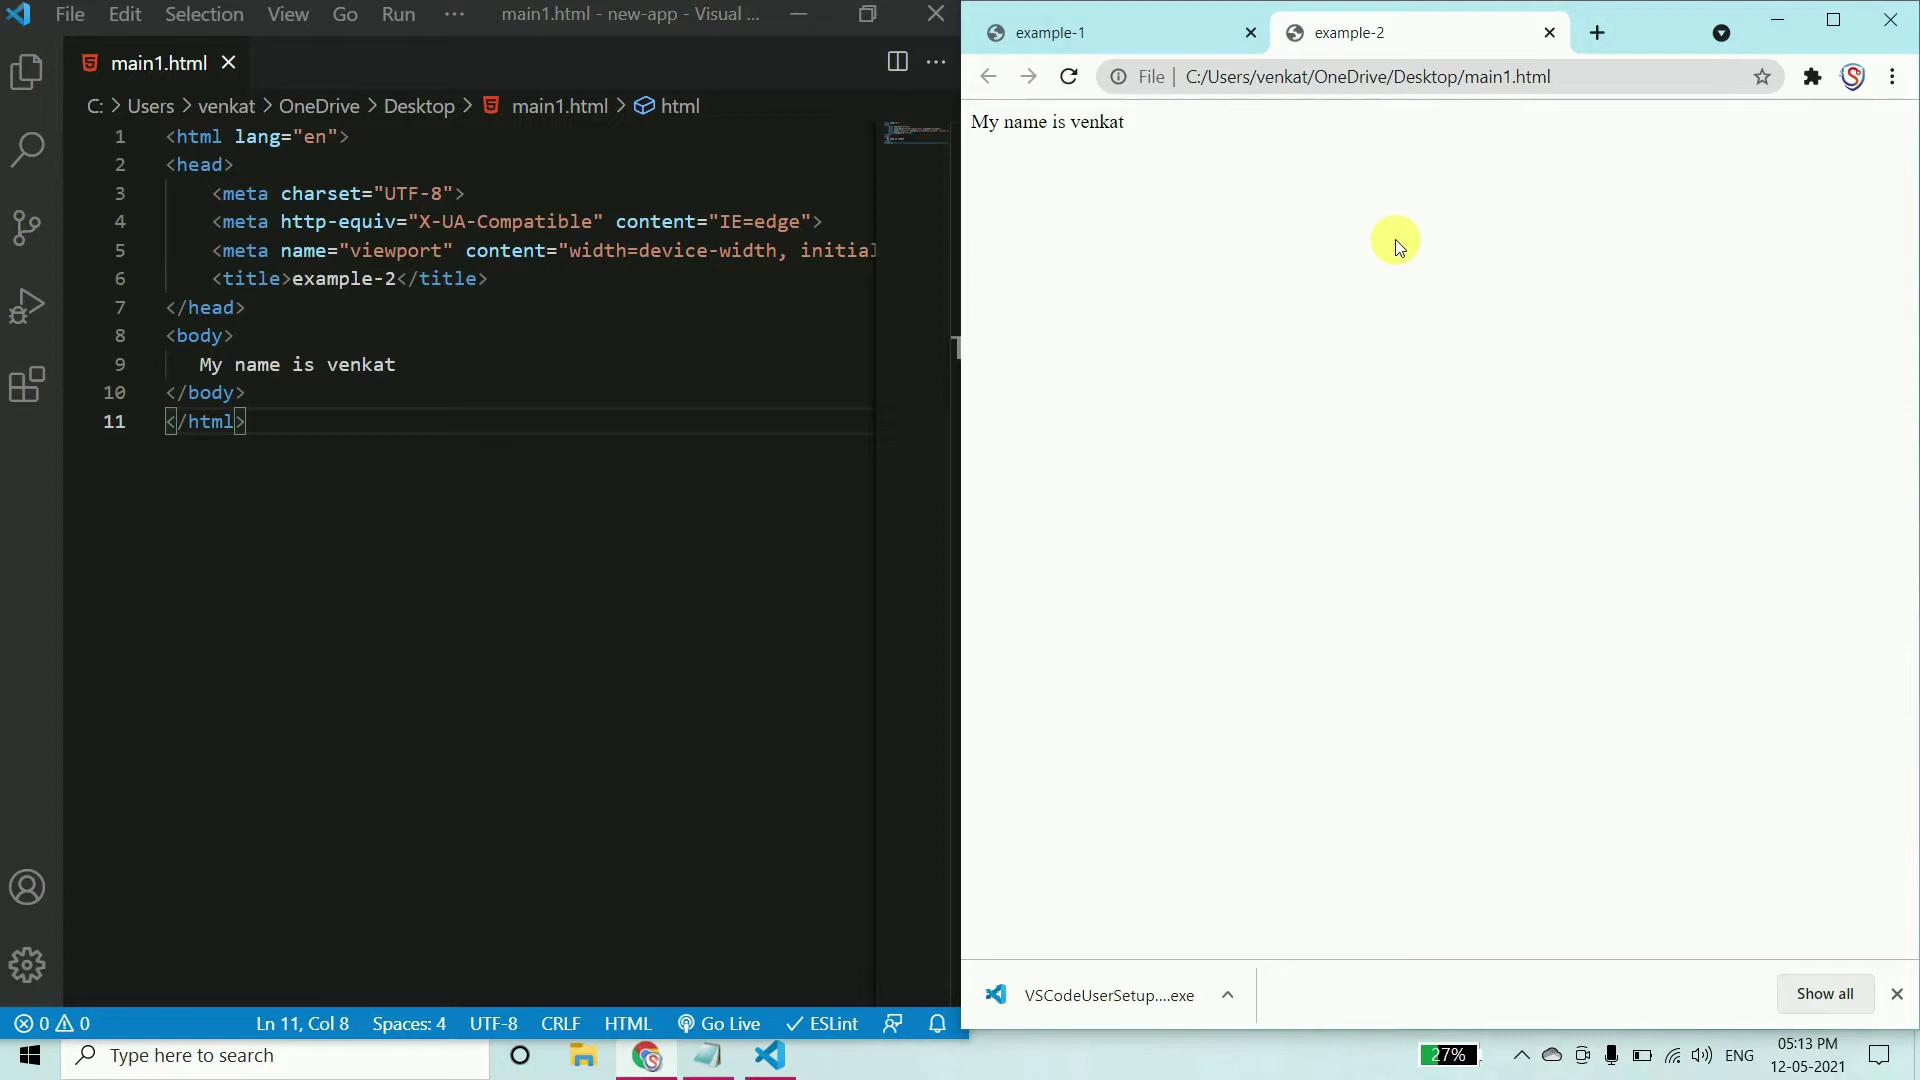 File Edit Selection View Go Run ··· main1.html - new-app - Visual ...
main1.html
C: > Users > venkat > OneDrive > Desktop > main1.html > html
1 <html lang="en">
2 <head>
3 <meta charset="UTF-8">
4 <meta http-equiv="X-UA-Compatible" content="IE=edge">
5 <meta name="viewport" content="width=device-width, initial
6 <title>example-2</title>
7 </head>
8 <body>
9 My name is venkat
10 </body>
11 </html>
0 0 Ln 11, Col 8 Spaces: 4 UTF-8 CRLF HTML Go Live ESLint
example-1 example-2
File | C:/Users/venkat/OneDrive/Desktop/main1.html
My name is venkat
VSCodeUserSetup....exe Show all
Type here to search 27% ENG 05:13 PM
12-05-2021